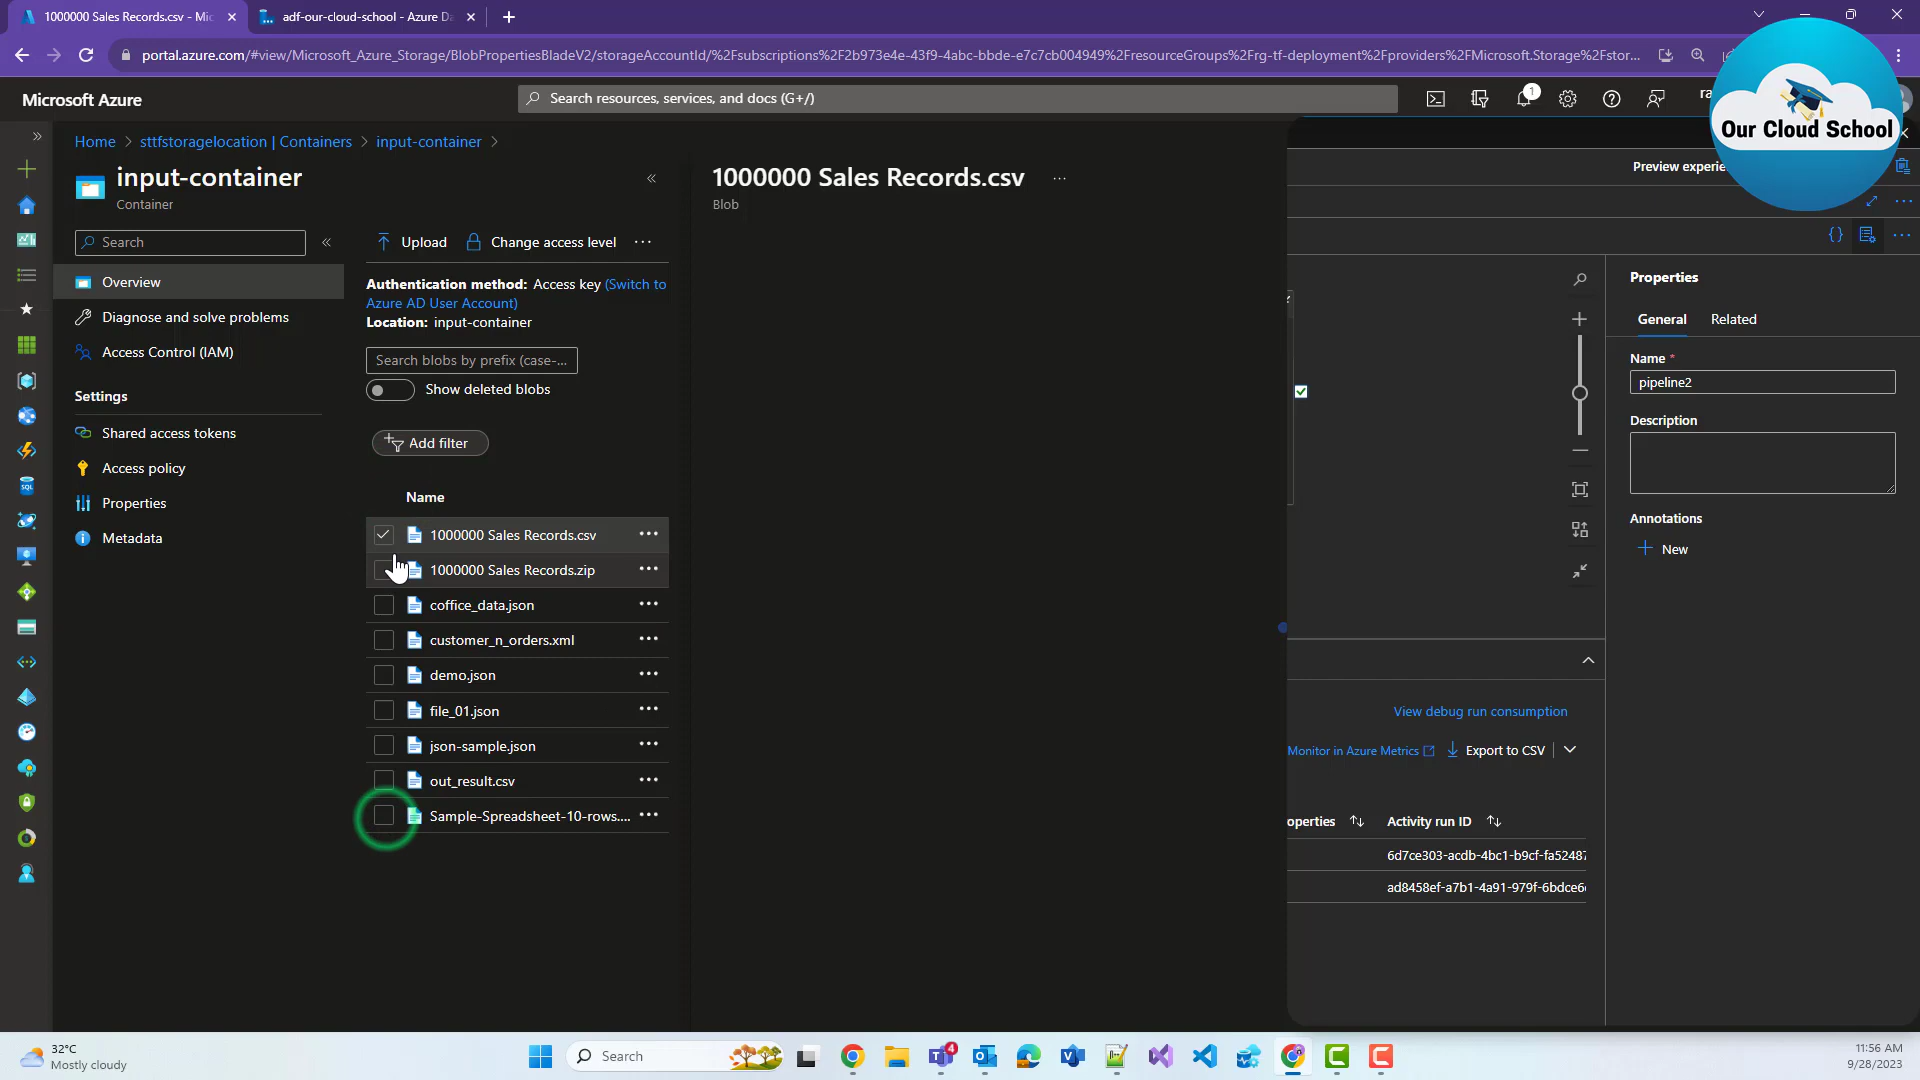 1000000 Sales Records.csv - Mic
adf-our-cloud-school - Azure Da
portal.azure.com/#view/Microsoft_Azure_Storage/BlobPropertiesBladeV2/storageAccountId/%2Fsubscriptions%2F2b973e4e-43f9-4abc-bbde-e7c7cb004949%2FresourceGroups%2Frg-tf-deployment%2Fproviders%2FMicrosoft.Storage%2Fstor...
Microsoft Azure
Search resources, services, and docs (G+/)
1
ra
Our Cloud School
Home > sttfstoragelocation | Containers > input-container >
input-container
Container
1000000 Sales Records.csv
Blob
Preview experie
Search
Upload
Change access level
Overview
Diagnose and solve problems
Access Control (IAM)
Settings
Shared access tokens
Access policy
Properties
Metadata
Authentication method: Access key (Switch to
Azure AD User Account)
Location: input-container
Search blobs by prefix (case-...
Show deleted blobs
Add filter
Name
1000000 Sales Records.csv
1000000 Sales Records.zip
coffice_data.json
customer_n_orders.xml
demo.json
file_01.json
json-sample.json
out_result.csv
Sample-Spreadsheet-10-rows....
Properties
General
Related
Name *
pipeline2
Description
Annotations
New
View debug run consumption
Monitor in Azure Metrics
Export to CSV
operties
Activity run ID
6d7ce303-acdb-4bc1-b9cf-fa52487
ad8458ef-a7b1-4a91-979f-6bdce6
32°C
Mostly cloudy
Search
4
11:56 AM
9/28/2023